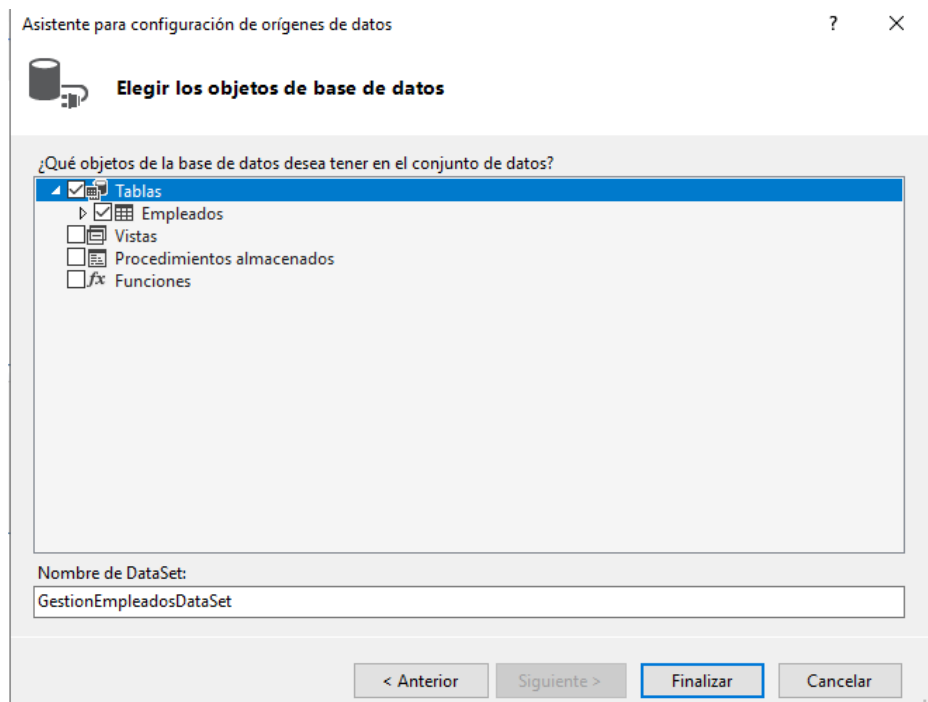 Asistente para configuración de orígenes de datos
?
Elegir los objetos de base de datos
¿Qué objetos de la base de datos desea tener en el conjunto de datos?
Tablas
Empleados
Vistas
Procedimientos almacenados
fx Funciones
Nombre de DataSet:
GestionEmpleadosDataSet
< Anterior
Siguiente >
Finalizar
Cancelar